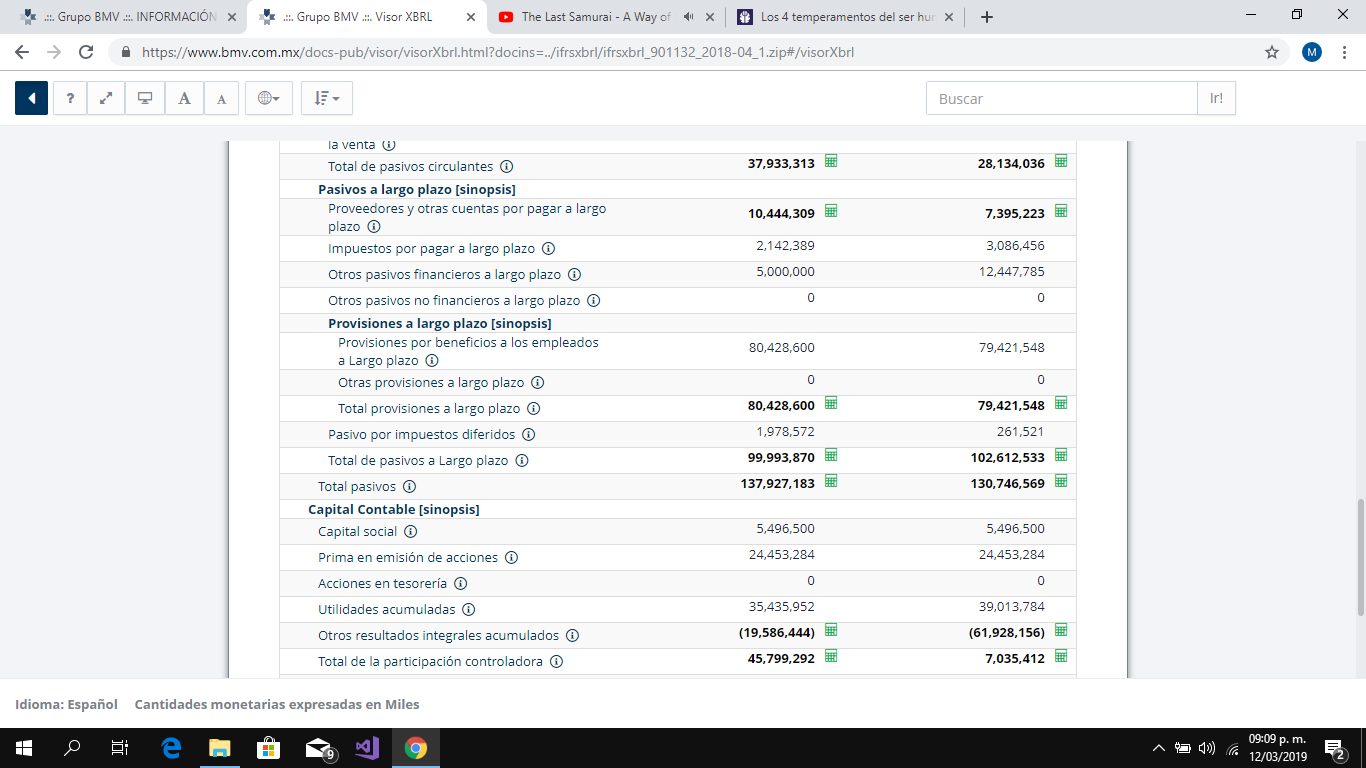 .::. Grupo BMV .::. INFORMACIÓN
.::. Grupo BMV .::. Visor XBRL
The Last Samurai - A Way of
Los 4 temperamentos del ser hu
https://www.bmv.com.mx/docs-pub/visor/visorXbrl.html?docins=../ifrsxbrl/ifrsxbrl_901132_2018-04_1.zip#/visorXbrl
M
? A A
Buscar Ir!
la venta
Total de pasivos circulantes 37,933,313 28,134,036
Pasivos a largo plazo [sinopsis]
Proveedores y otras cuentas por pagar a largo
plazo 10,444,309 7,395,223
Impuestos por pagar a largo plazo 2,142,389 3,086,456
Otros pasivos financieros a largo plazo 5,000,000 12,447,785
Otros pasivos no financieros a largo plazo 0 0
Provisiones a largo plazo [sinopsis]
Provisiones por beneficios a los empleados
a Largo plazo 80,428,600 79,421,548
Otras provisiones a largo plazo 0 0
Total provisiones a largo plazo 80,428,600 79,421,548
Pasivo por impuestos diferidos 1,978,572 261,521
Total de pasivos a Largo plazo 99,993,870 102,612,533
Total pasivos 137,927,183 130,746,569
Capital Contable [sinopsis]
Capital social 5,496,500 5,496,500
Prima en emisión de acciones 24,453,284 24,453,284
Acciones en tesorería 0 0
Utilidades acumuladas 35,435,952 39,013,784
Otros resultados integrales acumulados (19,586,444) (61,928,156)
Total de la participación controladora 45,799,292 7,035,412
Idioma: Español Cantidades monetarias expresadas en Miles
9
09:09 p. m.
12/03/2019
2